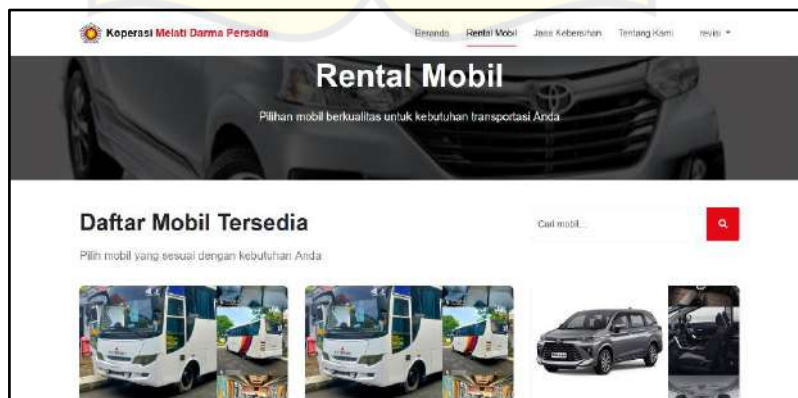 Koperasi Melati Darma Persada
Beranda Rental Mobil Jasa Kebersihan Tentang Kami revisi
Rental Mobil
Pilihan mobil berkualitas untuk kebutuhan transportasi Anda
Daftar Mobil Tersedia
Cari mobil...
Pilih mobil yang sesuai dengan kebutuhan Anda